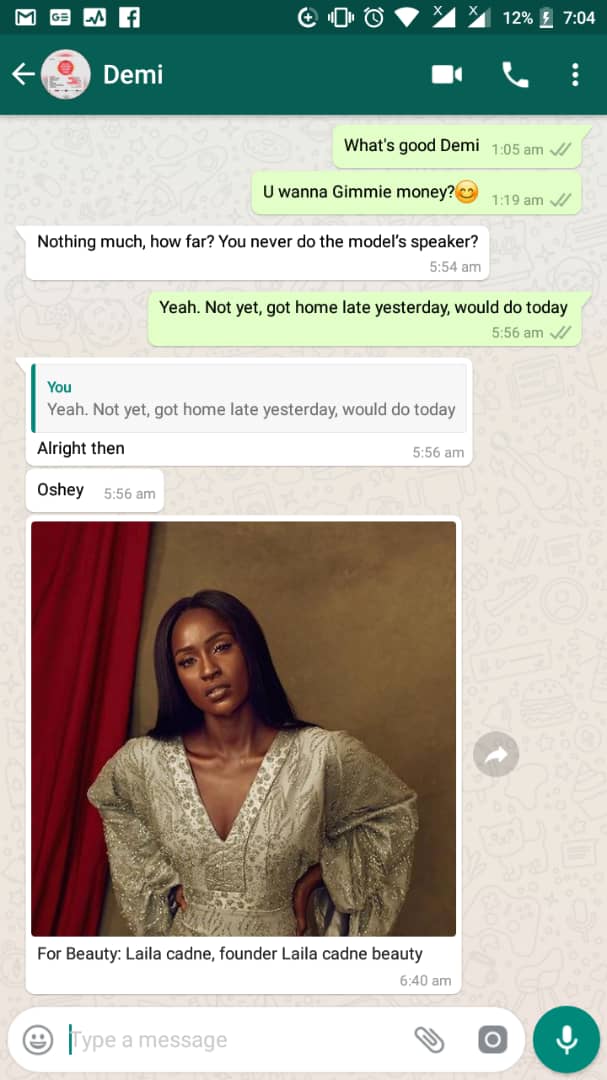 GE
12%
7:04
Demi
What's good Demi 1:05 am
U wanna Gimmie money?😊 1:19 am
Nothing much, how far? You never do the model's speaker?
5:54 am
Yeah. Not yet, got home late yesterday, would do today
5:56 am
You
Yeah. Not yet, got home late yesterday, would do today
Alright then 5:56 am
Oshey 5:56 am
For Beauty: Laila cadne, founder Laila cadne beauty
6:40 am
Type a message